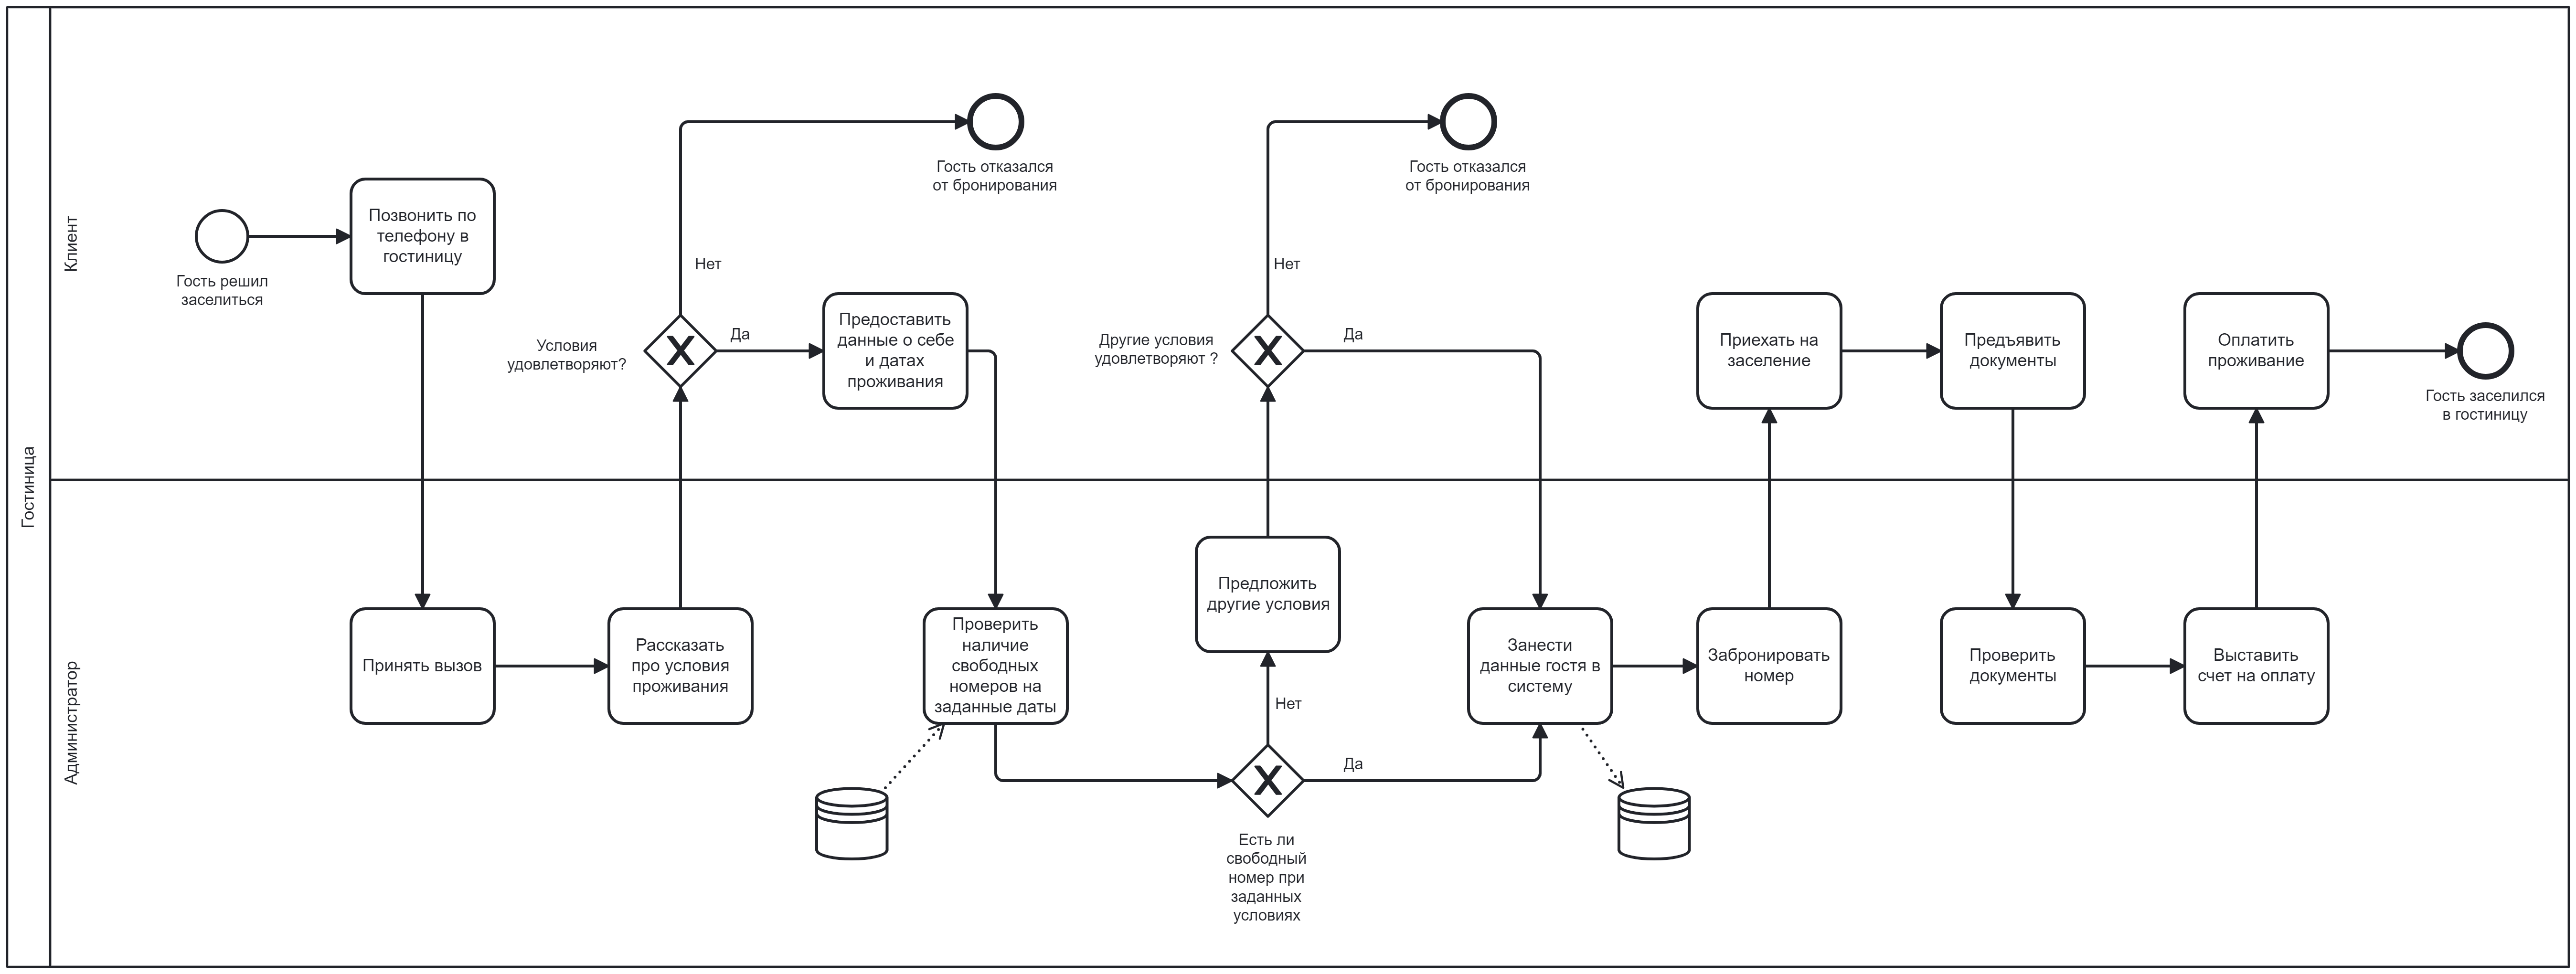 Гостиница
Клиент
Гость решил
заселиться
Позвонить по
телефону в
гостиницу
Условия
удовлетворяют?
Нет
Да
Гость отказался
от бронирования
Предоставить
данные о себе
и датах
проживания
Другие условия
удовлетворяют ?
Нет
Да
Гость отказался
от бронирования
Приехать на
заселение
Предъявить
документы
Оплатить
проживание
Гость заселился
в гостиницу
Администратор
Принять вызов
Рассказать
про условия
проживания
Проверить
наличие
свободных
номеров на
заданные даты
Предложить
другие условия
Нет
Да
Есть ли
свободный
номер при
заданных
условиях
Занести
данные гостя в
систему
Забронировать
номер
Проверить
документы
Выставить
счет на оплату